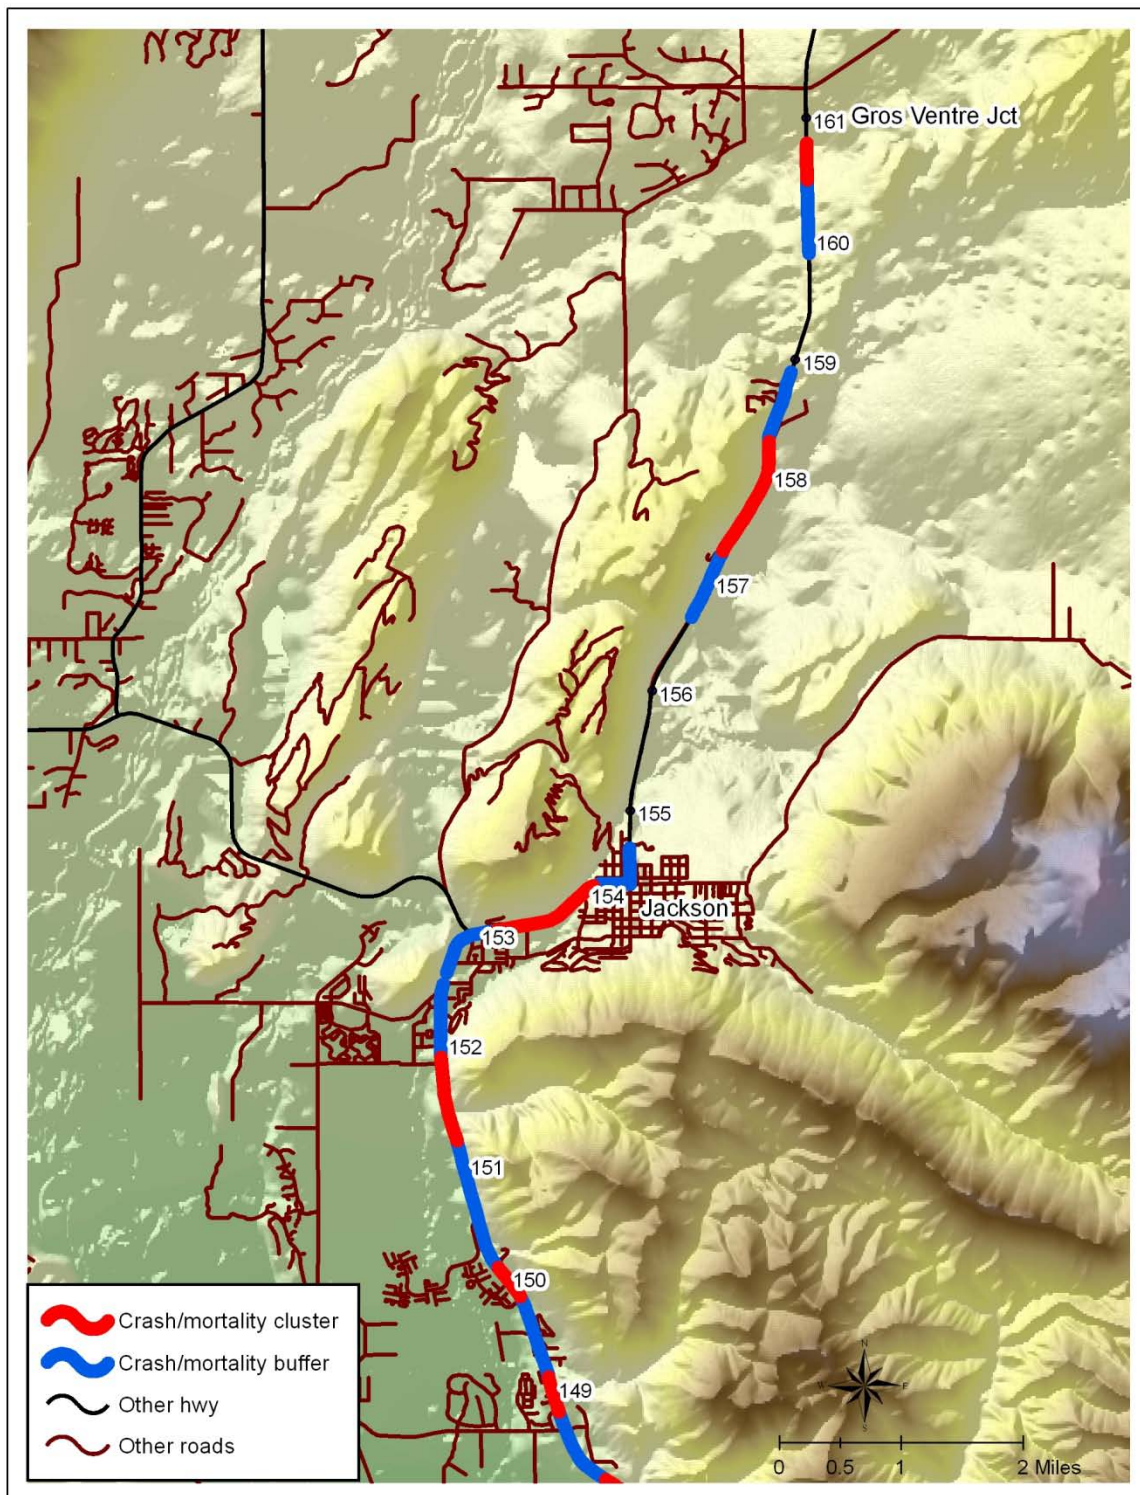 161 Gros Ventre Jct
160
159
158
157
156
155
154
Jackson
153
152
151
150
149
Crash/mortality cluster
Crash/mortality buffer
Other hwy
Other roads
N
W E
S
0 0.5 1 2 Miles